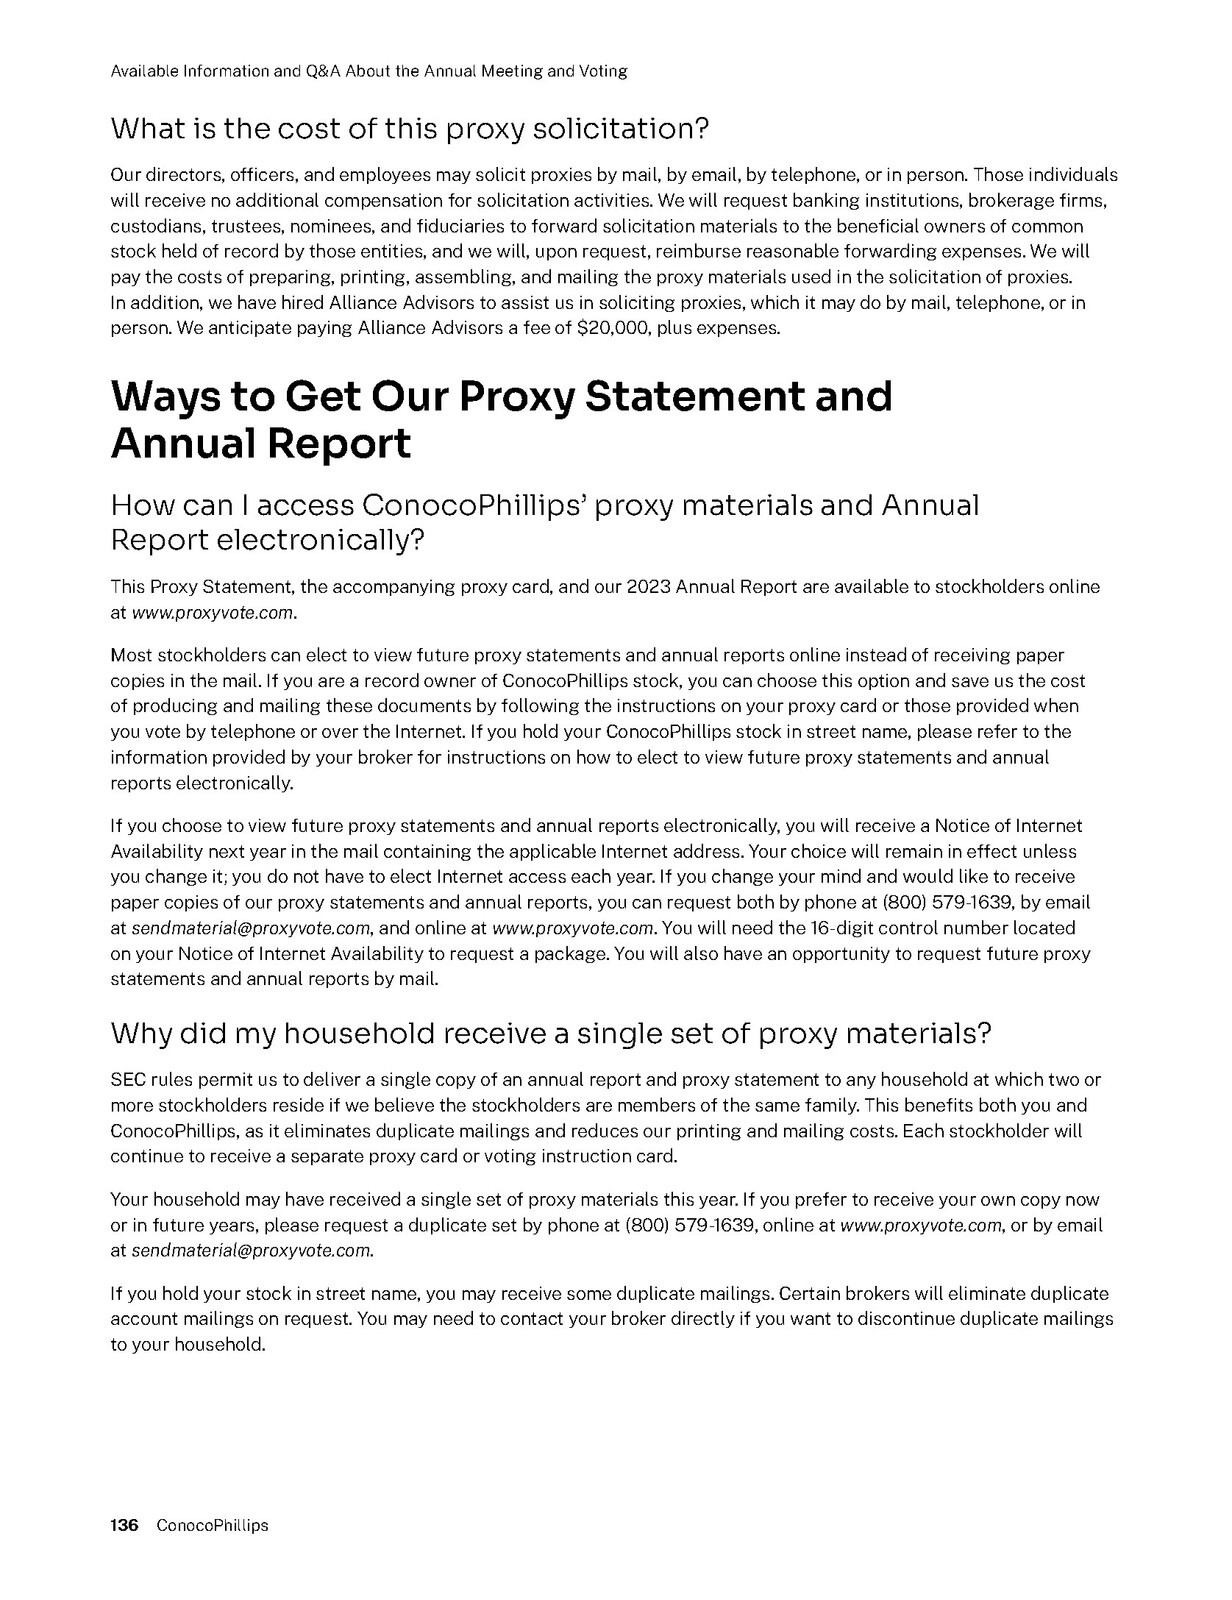 Available Information and Q&A About the Annual Meeting and Voting
What is the cost of this proxy solicitation?
Our directors, officers, and employees may solicit proxies by mail, by email, by telephone, or in person. Those individuals
will receive no additional compensation for solicitation activities. We will request banking institutions, brokerage firms,
custodians, trustees, nominees, and fiduciaries to forward solicitation materials to the beneficial owners of common
stock held of record by those entities, and we will, upon request, reimburse reasonable forwarding expenses. We will
pay the costs of preparing, printing, assembling, and mailing the proxy materials used in the solicitation of proxies.
In addition, we have hired Alliance Advisors to assist us in soliciting proxies, which it may do by mail, telephone, or in
person. We anticipate paying Alliance Advisors a fee of $20,000, plus expenses.
Ways to Get Our Proxy Statement and
Annual Report
How can I access ConocoPhillips’ proxy materials and Annual
Report electronically?
This Proxy Statement, the accompanying proxy card, and our 2023 Annual Report are available to stockholders online
at www.proxyvote.com.
Most stockholders can elect to view future proxy statements and annual reports online instead of receiving paper
copies in the mail. If you are a record owner of ConocoPhillips stock, you can choose this option and save us the cost
of producing and mailing these documents by following the instructions on your proxy card or those provided when
you vote by telephone or over the Internet. If you hold your ConocoPhillips stock in street name, please refer to the
information provided by your broker for instructions on how to elect to view future proxy statements and annual
reports electronically.
If you choose to view future proxy statements and annual reports electronically, you will receive a Notice of Internet
Availability next year in the mail containing the applicable Internet address. Your choice will remain in effect unless
you change it; you do not have to elect Internet access each year. If you change your mind and would like to receive
paper copies of our proxy statements and annual reports, you can request both by phone at (800) 579-1639, by email
at sendmaterial@proxyvote.com, and online at www.proxyvote.com. You will need the 16-digit control number located
on your Notice of Internet Availability to request a package. You will also have an opportunity to request future proxy
statements and annual reports by mail.
Why did my household receive a single set of proxy materials?
SEC rules permit us to deliver a single copy of an annual report and proxy statement to any household at which two or
more stockholders reside if we believe the stockholders are members of the same family. This benefits both you and
ConocoPhillips, as it eliminates duplicate mailings and reduces our printing and mailing costs. Each stockholder will
continue to receive a separate proxy card or voting instruction card.
Your household may have received a single set of proxy materials this year. If you prefer to receive your own copy now
or in future years, please request a duplicate set by phone at (800) 579-1639, online at www.proxyvote.com, or by email
at sendmaterial@proxyvote.com.
If you hold your stock in street name, you may receive some duplicate mailings. Certain brokers will eliminate duplicate
account mailings on request. You may need to contact your broker directly if you want to discontinue duplicate mailings
to your household.
136 ConocoPhillips